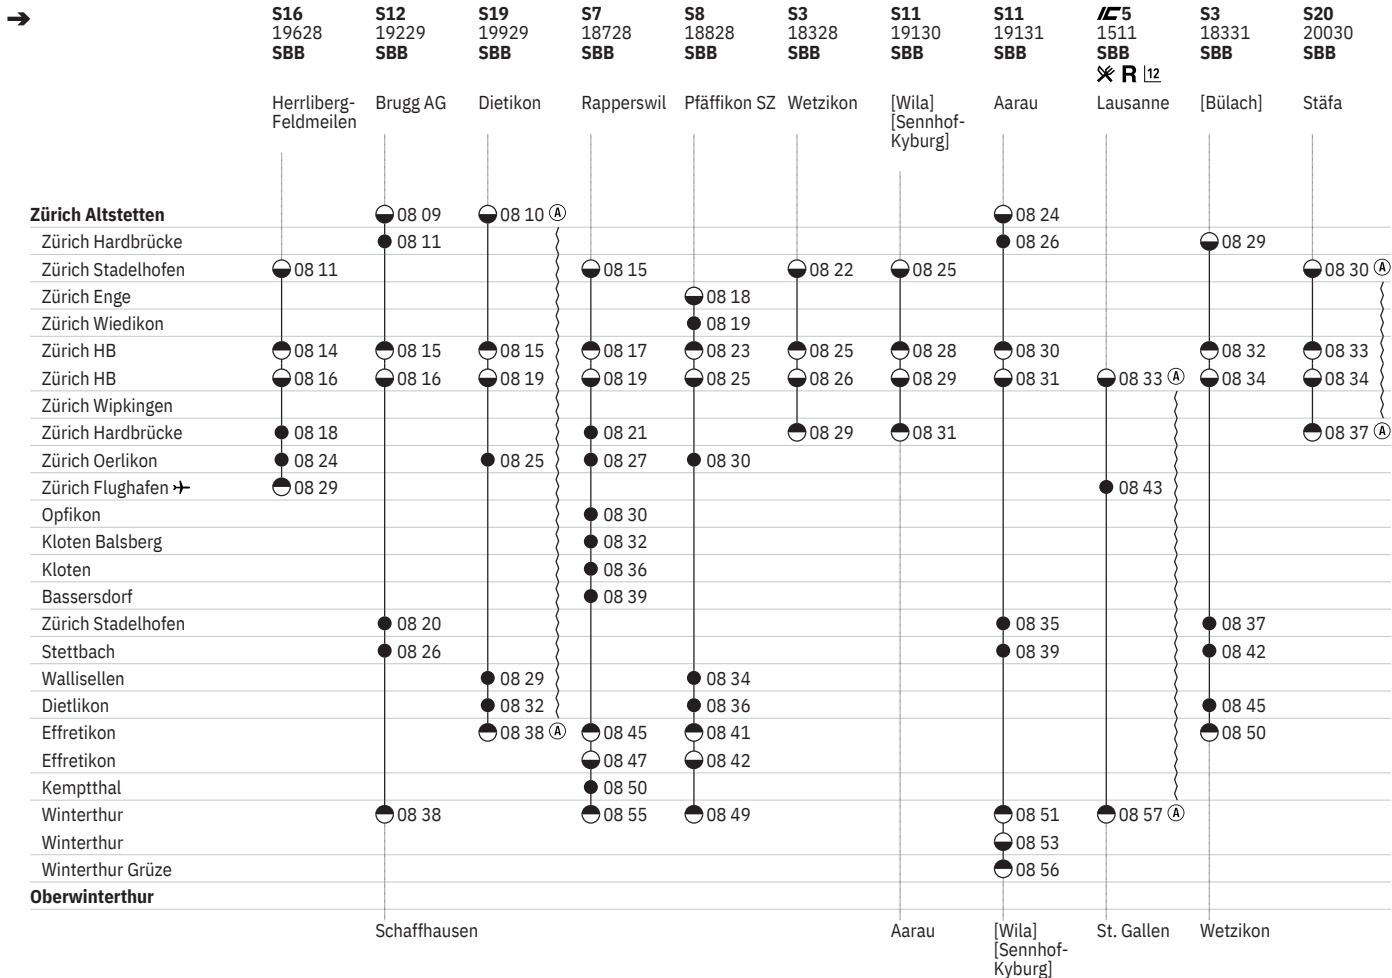 ➔ S16 S12 S19 S7 S8 S3 S11 S11 IC5 S3 S20
19628 19229 19929 18728 18828 18328 19130 19131 1511 18331 20030
SBB SBB SBB SBB SBB SBB SBB SBB SBB SBB SBB
R 12
Herrliberg- Brugg AG Dietikon Rapperswil Pfäffikon SZ Wetzikon [Wila] Aarau Lausanne [Bülach] Stäfa
Feldmeilen [Sennhof-
Kyburg]
Zürich Altstetten 08 09 08 10 A 08 24
Zürich Hardbrücke 08 11 08 26 08 29
Zürich Stadelhofen 08 11 08 15 08 22 08 25 08 30 A
Zürich Enge 08 18
Zürich Wiedikon 08 19
Zürich HB 08 14 08 15 08 15 08 17 08 23 08 25 08 28 08 30 08 32 08 33
Zürich HB 08 16 08 16 08 19 08 19 08 25 08 26 08 29 08 31 08 33 A 08 34 08 34
Zürich Wipkingen
Zürich Hardbrücke 08 18 08 21 08 29 08 31 08 37 A
Zürich Oerlikon 08 24 08 25 08 27 08 30
Zürich Flughafen 08 29 08 43
Opfikon 08 30
Kloten Balsberg 08 32
Kloten 08 36
Bassersdorf 08 39
Zürich Stadelhofen 08 20 08 35 08 37
Stettbach 08 26 08 39 08 42
Wallisellen 08 29 08 34
Dietlikon 08 32 08 36 08 45
Effretikon 08 38 A 08 45 08 41 08 50
Effretikon 08 47 08 42
Kemptthal 08 50
Winterthur 08 38 08 55 08 49 08 51 08 57 A
Winterthur 08 53
Winterthur Grüze 08 56
Oberwinterthur
Schaffhausen Aarau [Wila] St. Gallen Wetzikon
[Sennhof-
Kyburg]